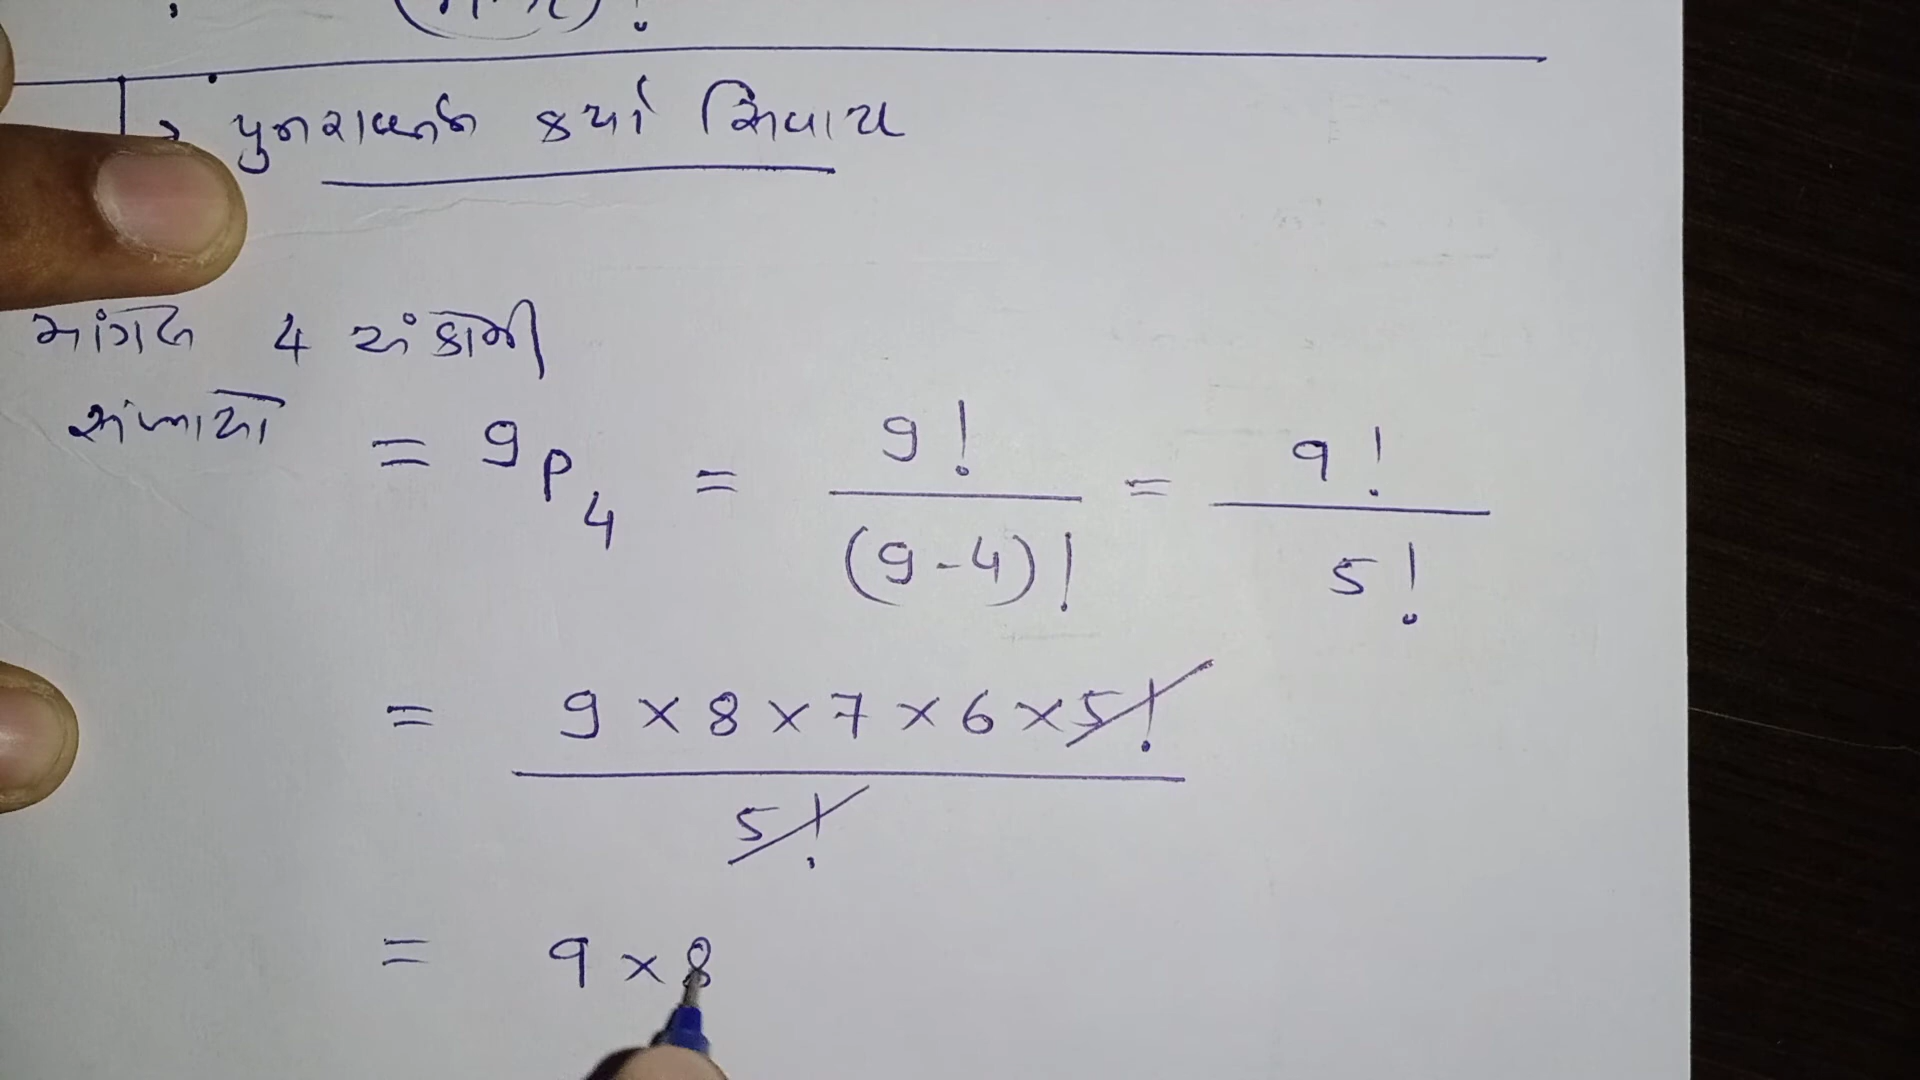 (n-r)!
→ પુનરાવર્તન કર્યા સિવાય
માંગેલ 4 અંકોની
સંખ્યાઓ = 9P4 = 9! / (9-4)! = 9! / 5!
= 9 × 8 × 7 × 6 × 5! / 5!
= 9 × 8